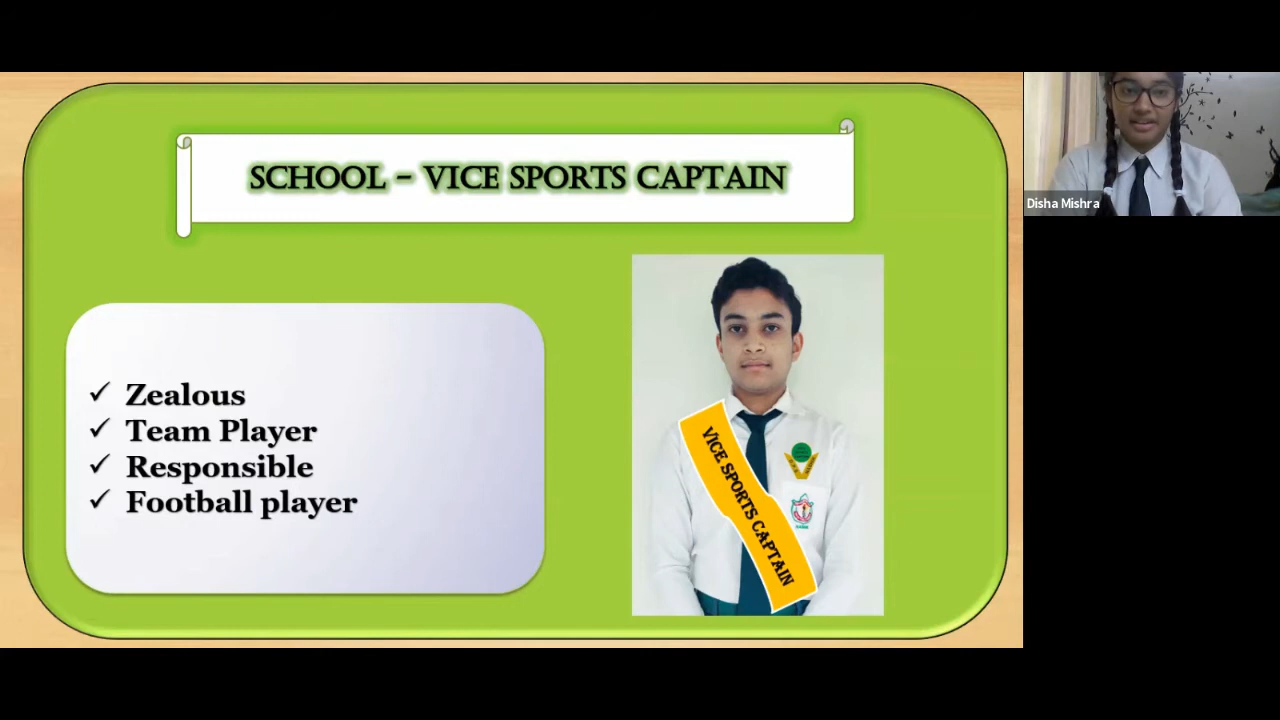 SCHOOL – VICE SPORTS CAPTAIN
Disha Mishra
✓ Zealous
✓ Team Player
✓ Responsible
✓ Football player
VICE SPORTS CAPTAIN